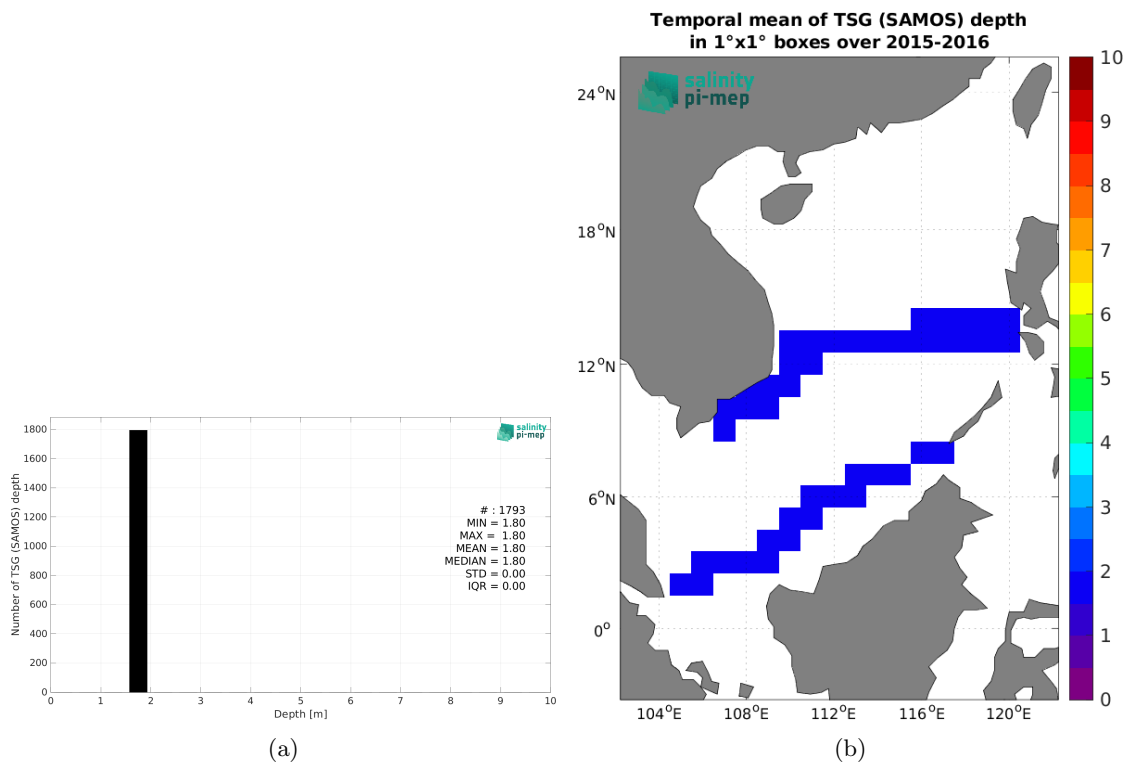 Temporal mean of TSG (SAMOS) depth
in 1°x1° boxes over 2015-2016
salinity
pi-mep
24°N
18°N
12°N
6°N
0°
104°E
108°E
112°E
116°E
120°E
10
9
8
7
6
5
4
3
2
1
0
salinity
pi-mep
Number of TSG (SAMOS) depth
1800
1600
1400
1200
1000
800
600
400
200
0
# : 1793
MIN = 1.80
MAX = 1.80
MEAN = 1.80
MEDIAN = 1.80
STD = 0.00
IQR = 0.00
0 1 2 3 4 5 6 7 8 9 10
Depth [m]
(a)
(b)